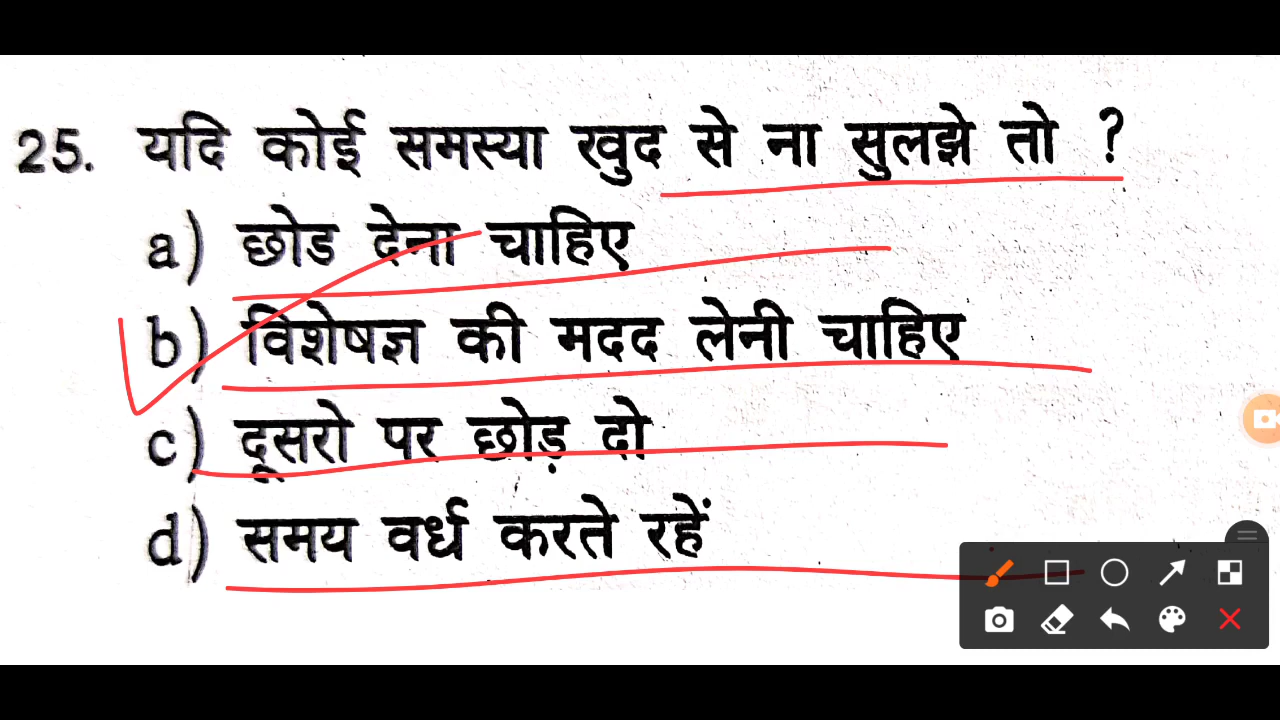 25. यदि कोई समस्या खुद से ना सुलझे तो ?
a) छोड देना चाहिए
b) विशेषज्ञ की मदद लेनी चाहिए
c) दूसरो पर छोड़ दो
d) समय वर्ध करते रहें